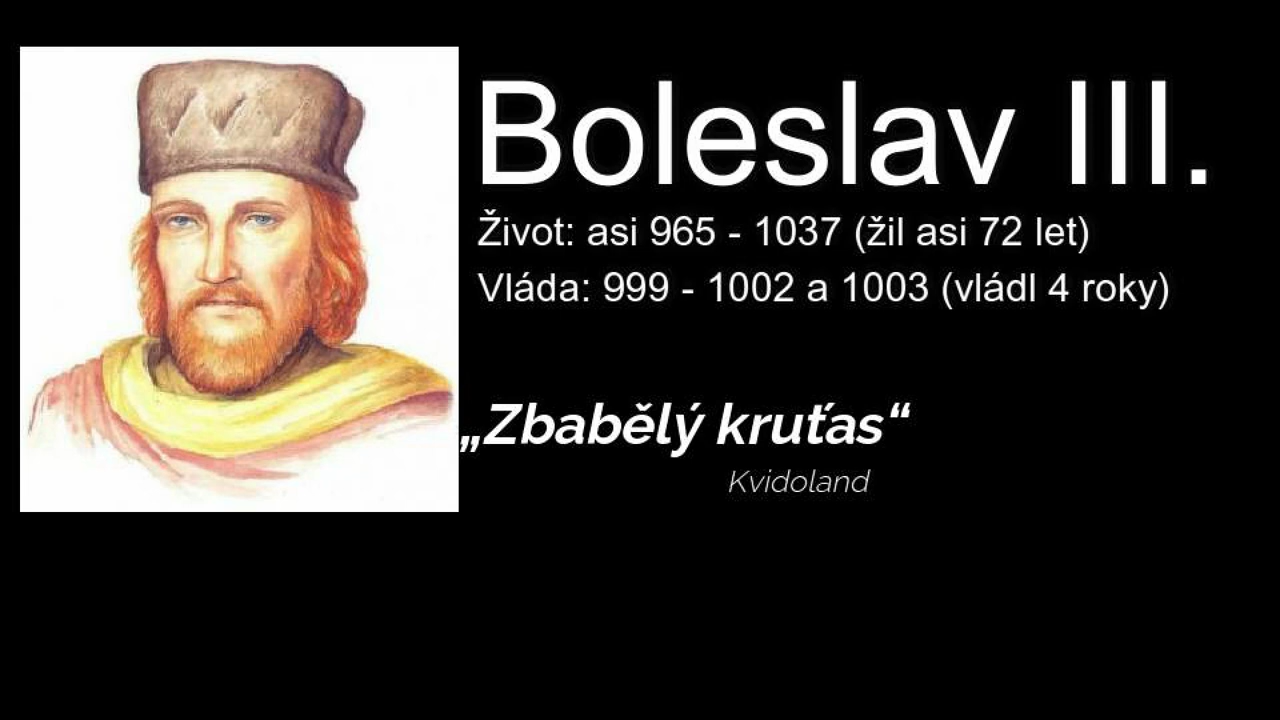 Boleslav III.
Život: asi 965 - 1037 (žil asi 72 let)
Vláda: 999 - 1002 a 1003 (vládl 4 roky)
„Zbabělý kruťas“
Kvidoland